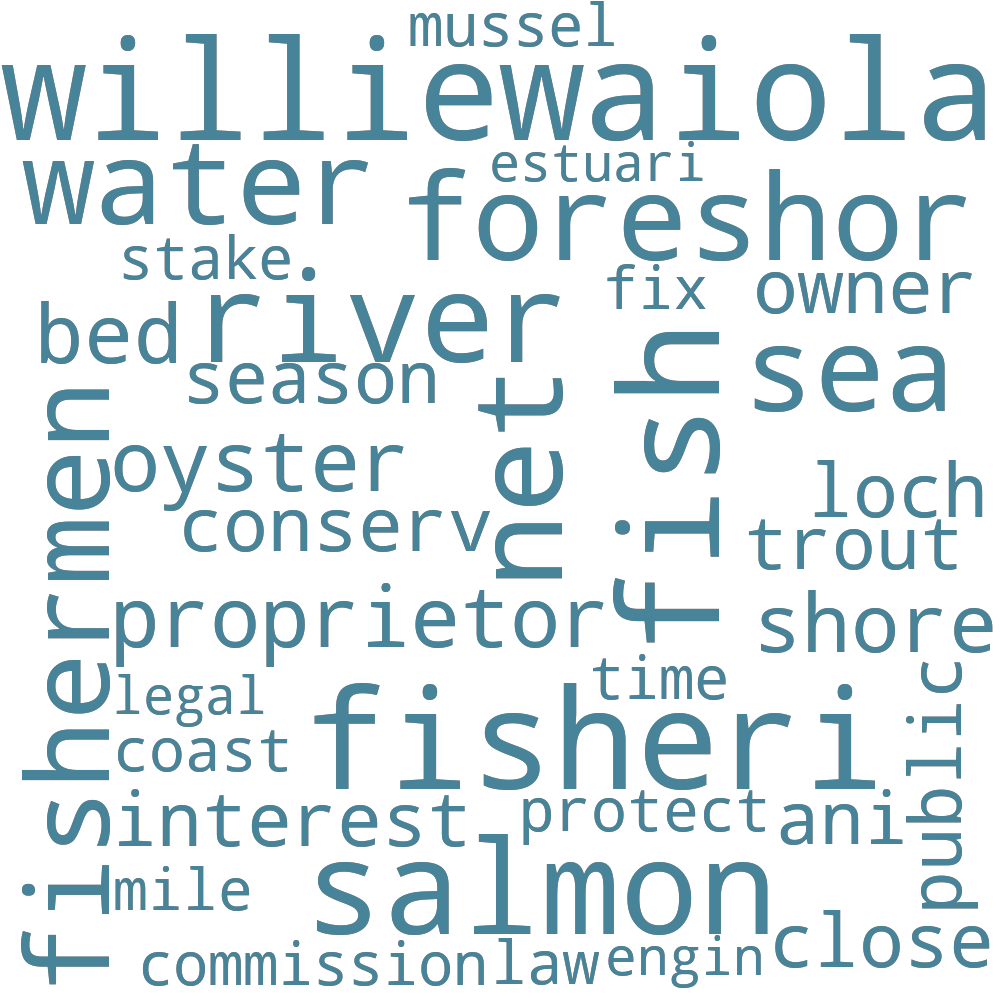 mussel
williewaiola
water
estuari
foreshor
stake
river
fix
owner
bed
season
net
fish
sea
fishermen
oyster
conserv
loch
trout
proprietor
shore
legal
time
coast
fisheri
public
interest
protect
ani
mile
salmon
close
commission
law
engin